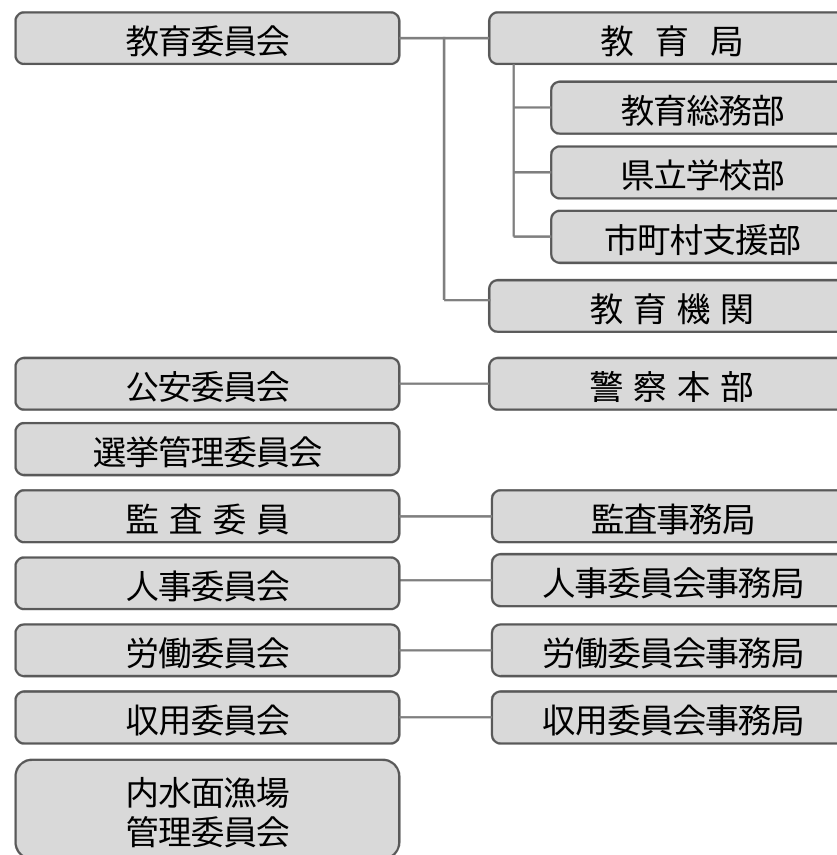 教育委員会
教育局
教育総務部
県立学校部
市町村支援部
教育機関
公安委員会
警察本部
選挙管理委員会
監査委員
監査事務局
人事委員会
人事委員会事務局
労働委員会
労働委員会事務局
収用委員会
収用委員会事務局
内水面漁場
管理委員会